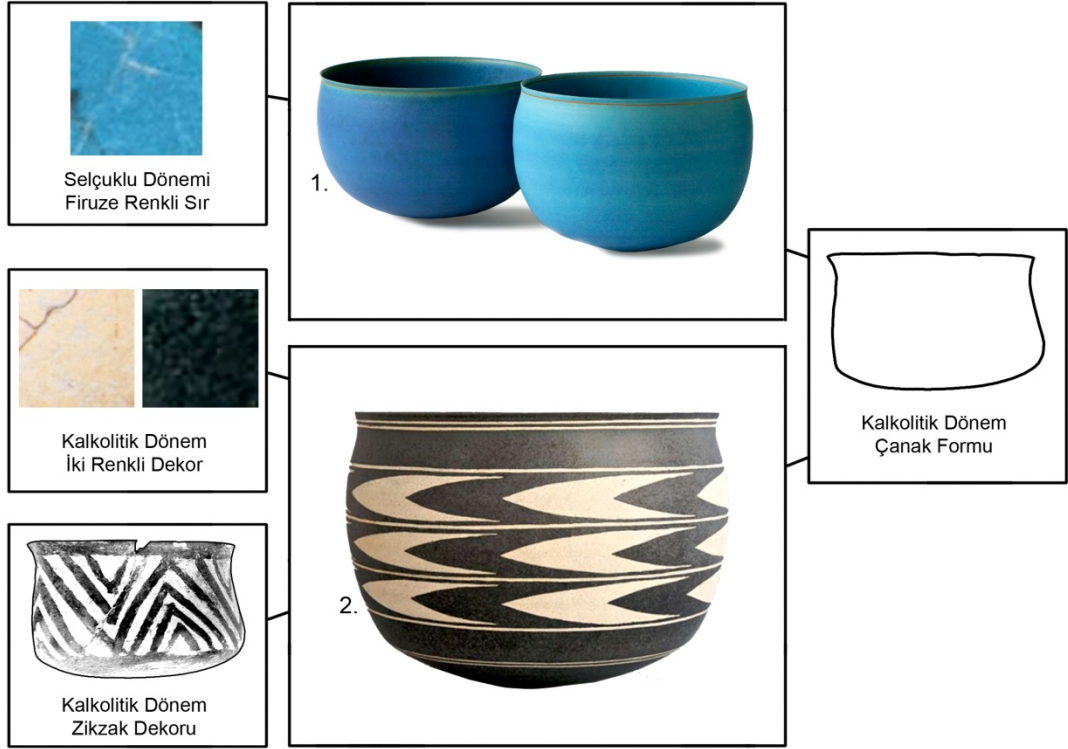 Selçuklu Dönemi
Firuze Renkli Sır
1.
Kalkolitik Dönem
İki Renkli Dekor
Kalkolitik Dönem
Çanak Formu
2.
Kalkolitik Dönem
Zikzak Dekoru